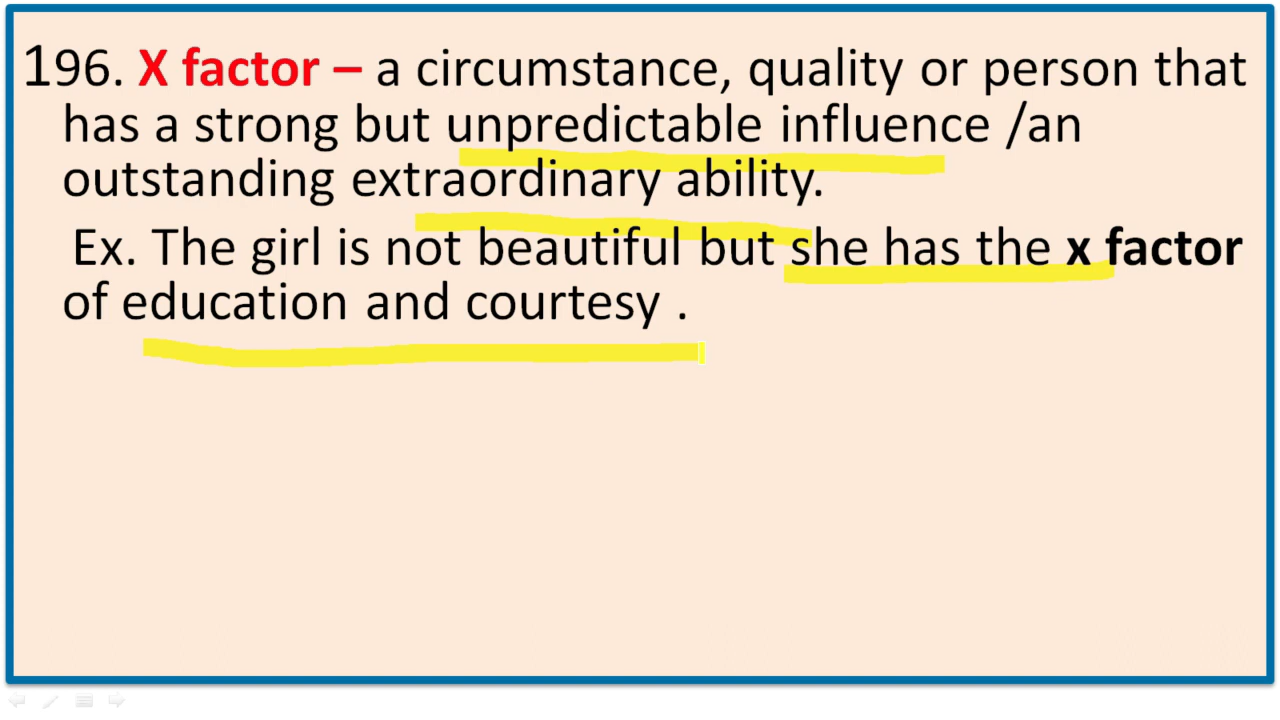 196. X factor – a circumstance, quality or person that
has a strong but unpredictable influence /an
outstanding extraordinary ability.
Ex. The girl is not beautiful but she has the x factor
of education and courtesy .